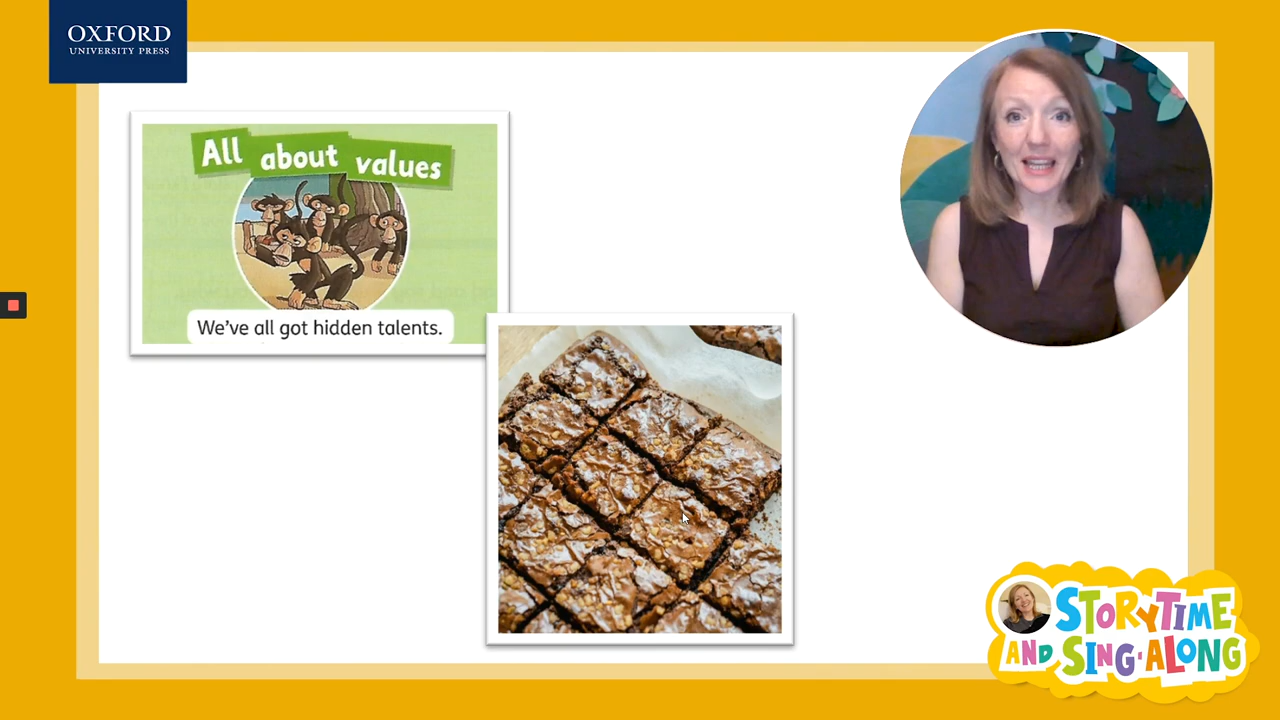 OXFORD
UNIVERSITY PRESS
All about values
We've all got hidden talents.
STORYTIME
AND SING-ALONG